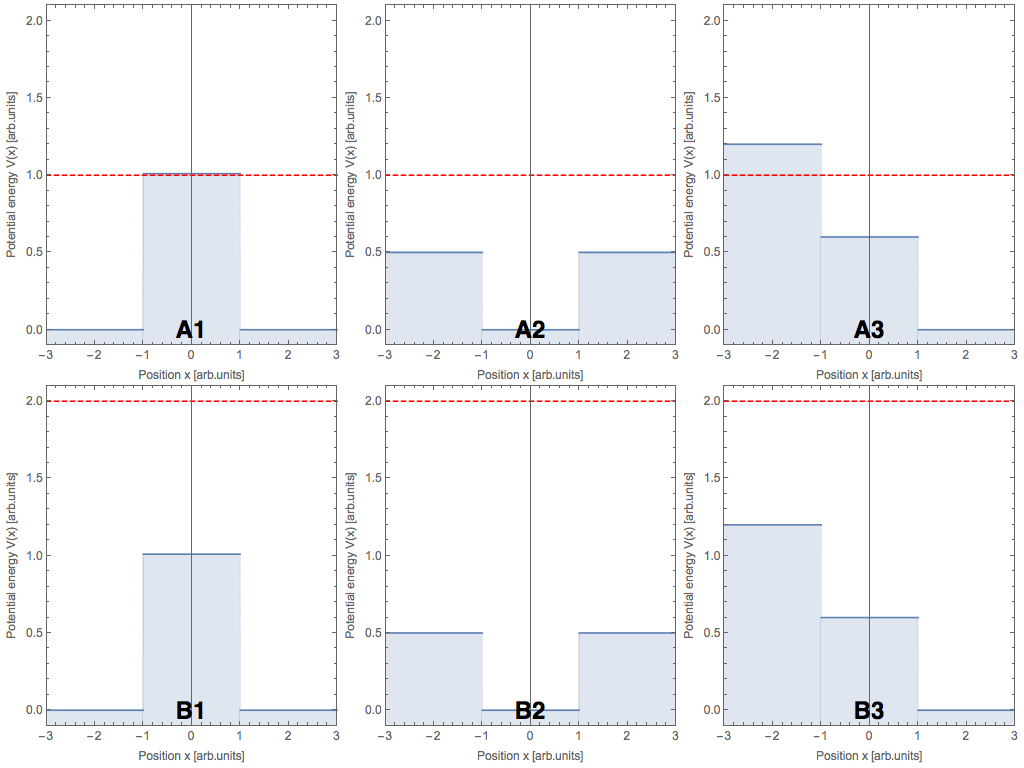 2.0
1.5
1.0
0.5
0.0
Potential energy V(x) [arb.units]
A1
−3 −2 −1 0 1 2 3
Position x [arb.units]
2.0
1.5
1.0
0.5
0.0
Potential energy V(x) [arb.units]
A2
−3 −2 −1 0 1 2 3
Position x [arb.units]
2.0
1.5
1.0
0.5
0.0
Potential energy V(x) [arb.units]
A3
−3 −2 −1 0 1 2 3
Position x [arb.units]
2.0
1.5
1.0
0.5
0.0
Potential energy V(x) [arb.units]
B1
−3 −2 −1 0 1 2 3
Position x [arb.units]
2.0
1.5
1.0
0.5
0.0
Potential energy V(x) [arb.units]
B2
−3 −2 −1 0 1 2 3
Position x [arb.units]
2.0
1.5
1.0
0.5
0.0
Potential energy V(x) [arb.units]
B3
−3 −2 −1 0 1 2 3
Position x [arb.units]